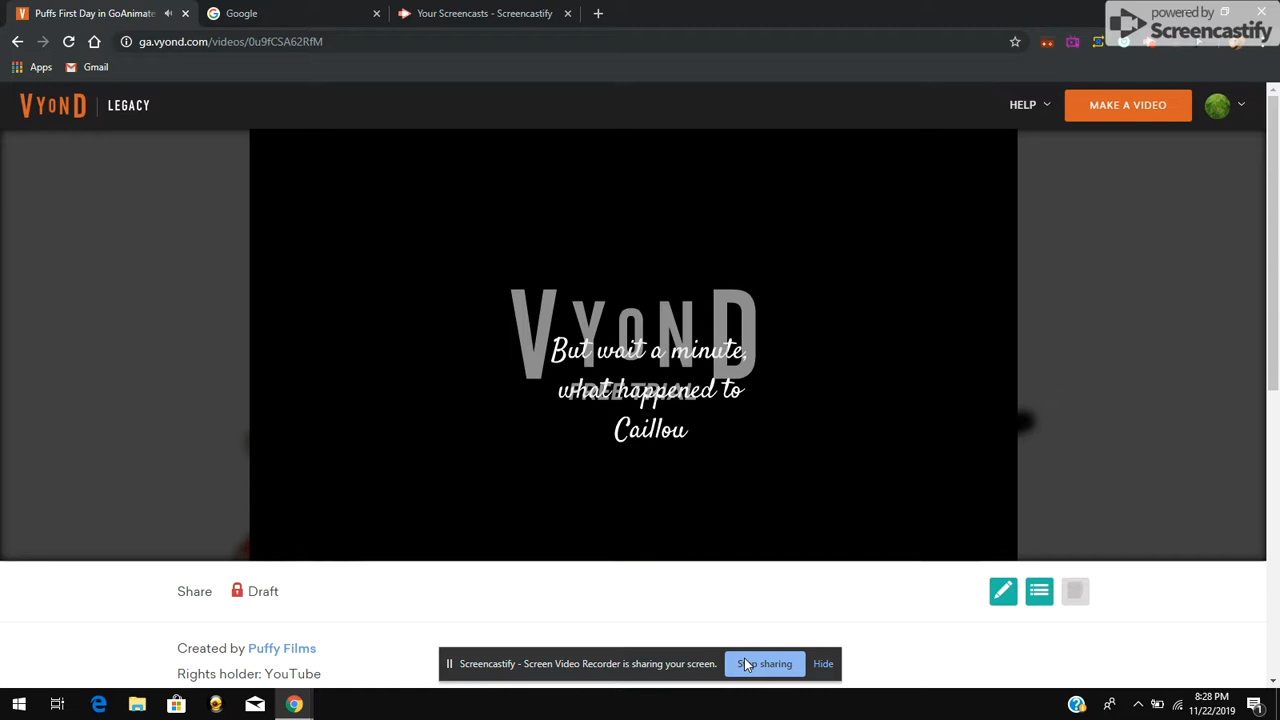 Puffs First Day in GoAnimate
Google
Your Screencasts - Screencastify
powered by
Screencastify
ga.vyond.com/videos/0u9fCSA62RfM
Apps
Gmail
VYOND LEGACY
HELP
MAKE A VIDEO
VYOND
FREE TRIAL
But wait a minute,
what happened to
Caillou
Share
Draft
Created by Puffy Films
Rights holder: YouTube
Screencastify - Screen Video Recorder is sharing your screen.
sharing
Hide
8:28 PM
11/22/2019